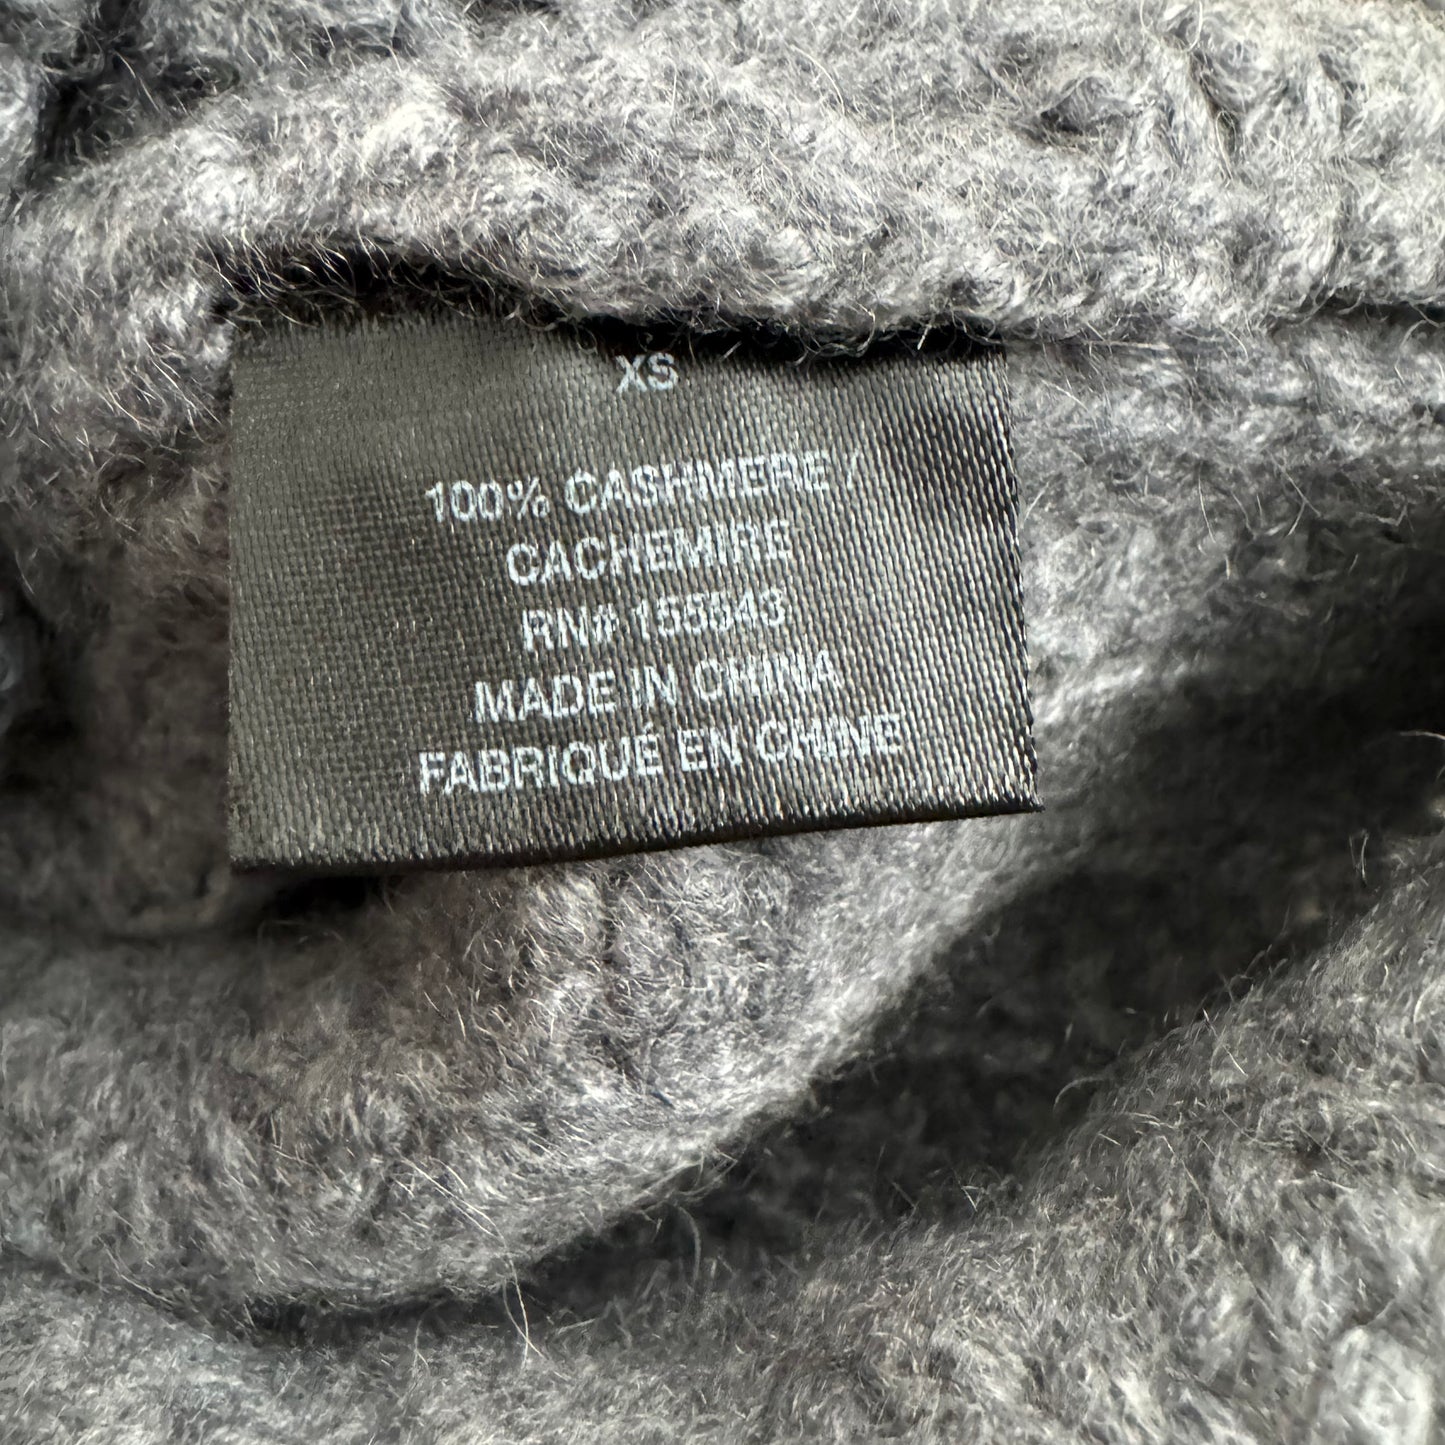 XS
100% CASHMERE /
CACHEMIRE
RN# 155543
MADE IN CHINA
FABRIQUÉ EN CHINE